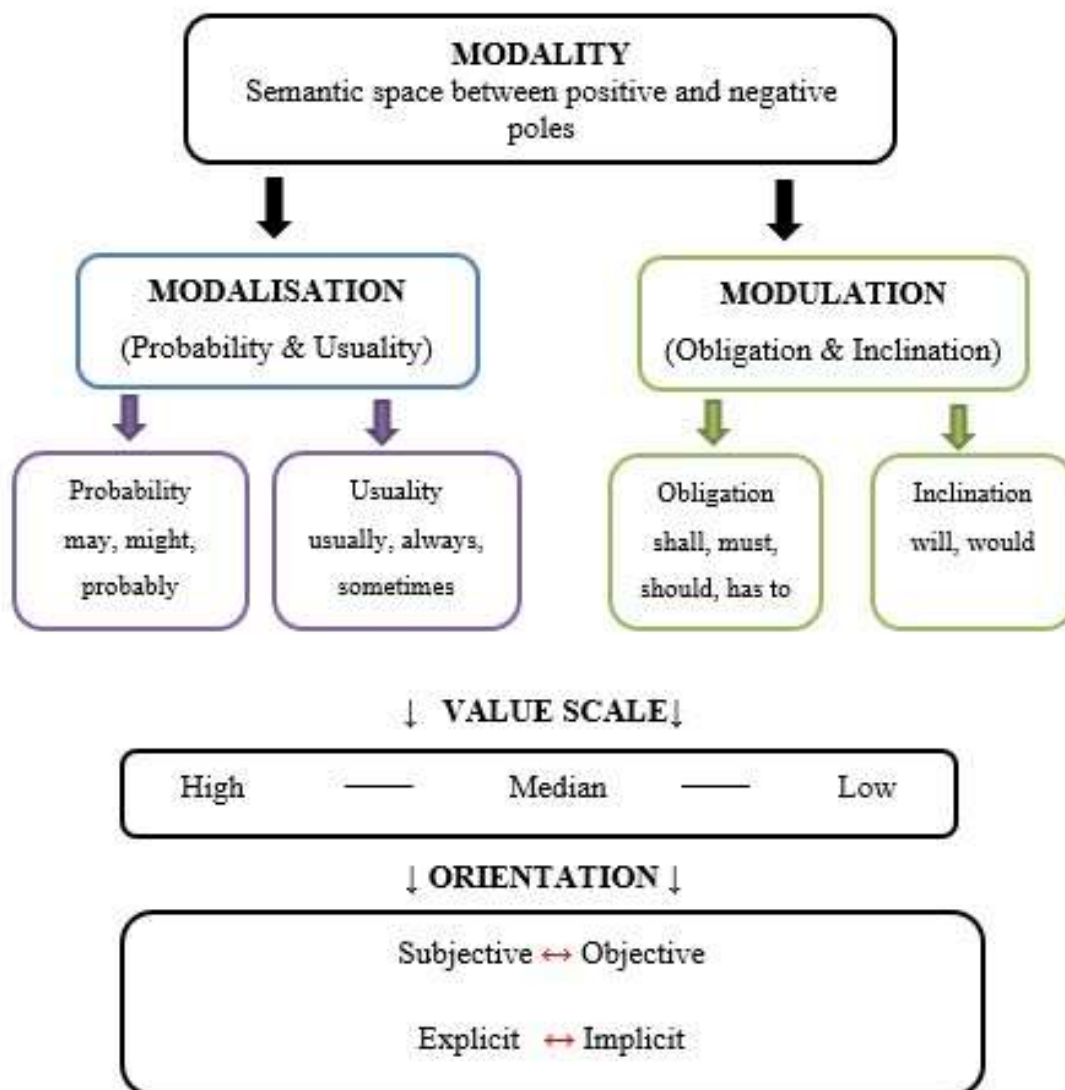 MODALITY
Semantic space between positive and negative
poles
MODALISATION
(Probability & Usuality)
MODULATION
(Obligation & Inclination)
Probability
may, might,
probably
Usuality
usually, always,
sometimes
Obligation
shall, must,
should, has to
Inclination
will, would
↓ VALUE SCALE↓
High — Median — Low
↓ ORIENTATION ↓
Subjective ↔ Objective
Explicit ↔ Implicit